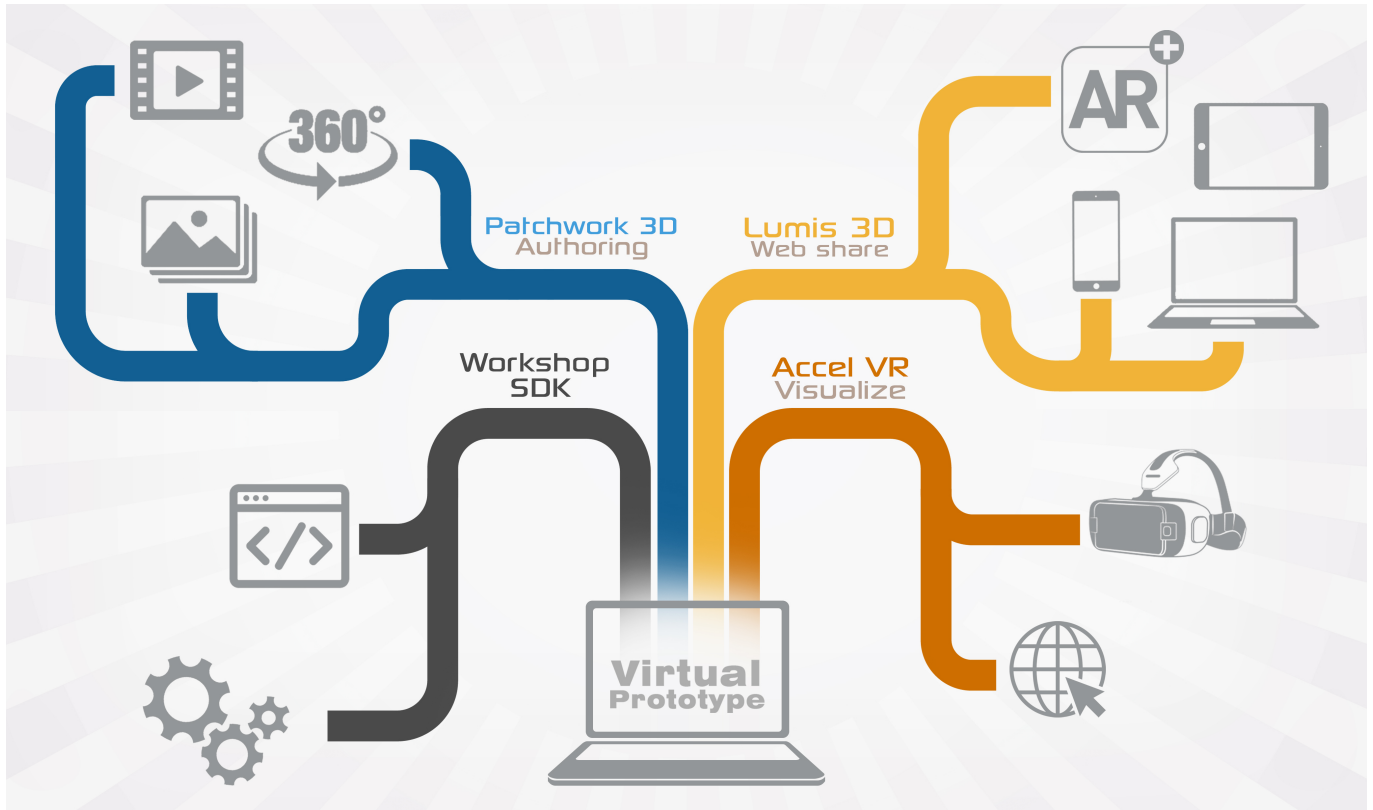 360°
AR
Patchwork 3D
Authoring
Lumis 3D
Web share
Workshop
SDK
Accel VR
Visualize
</>
Virtual
Prototype